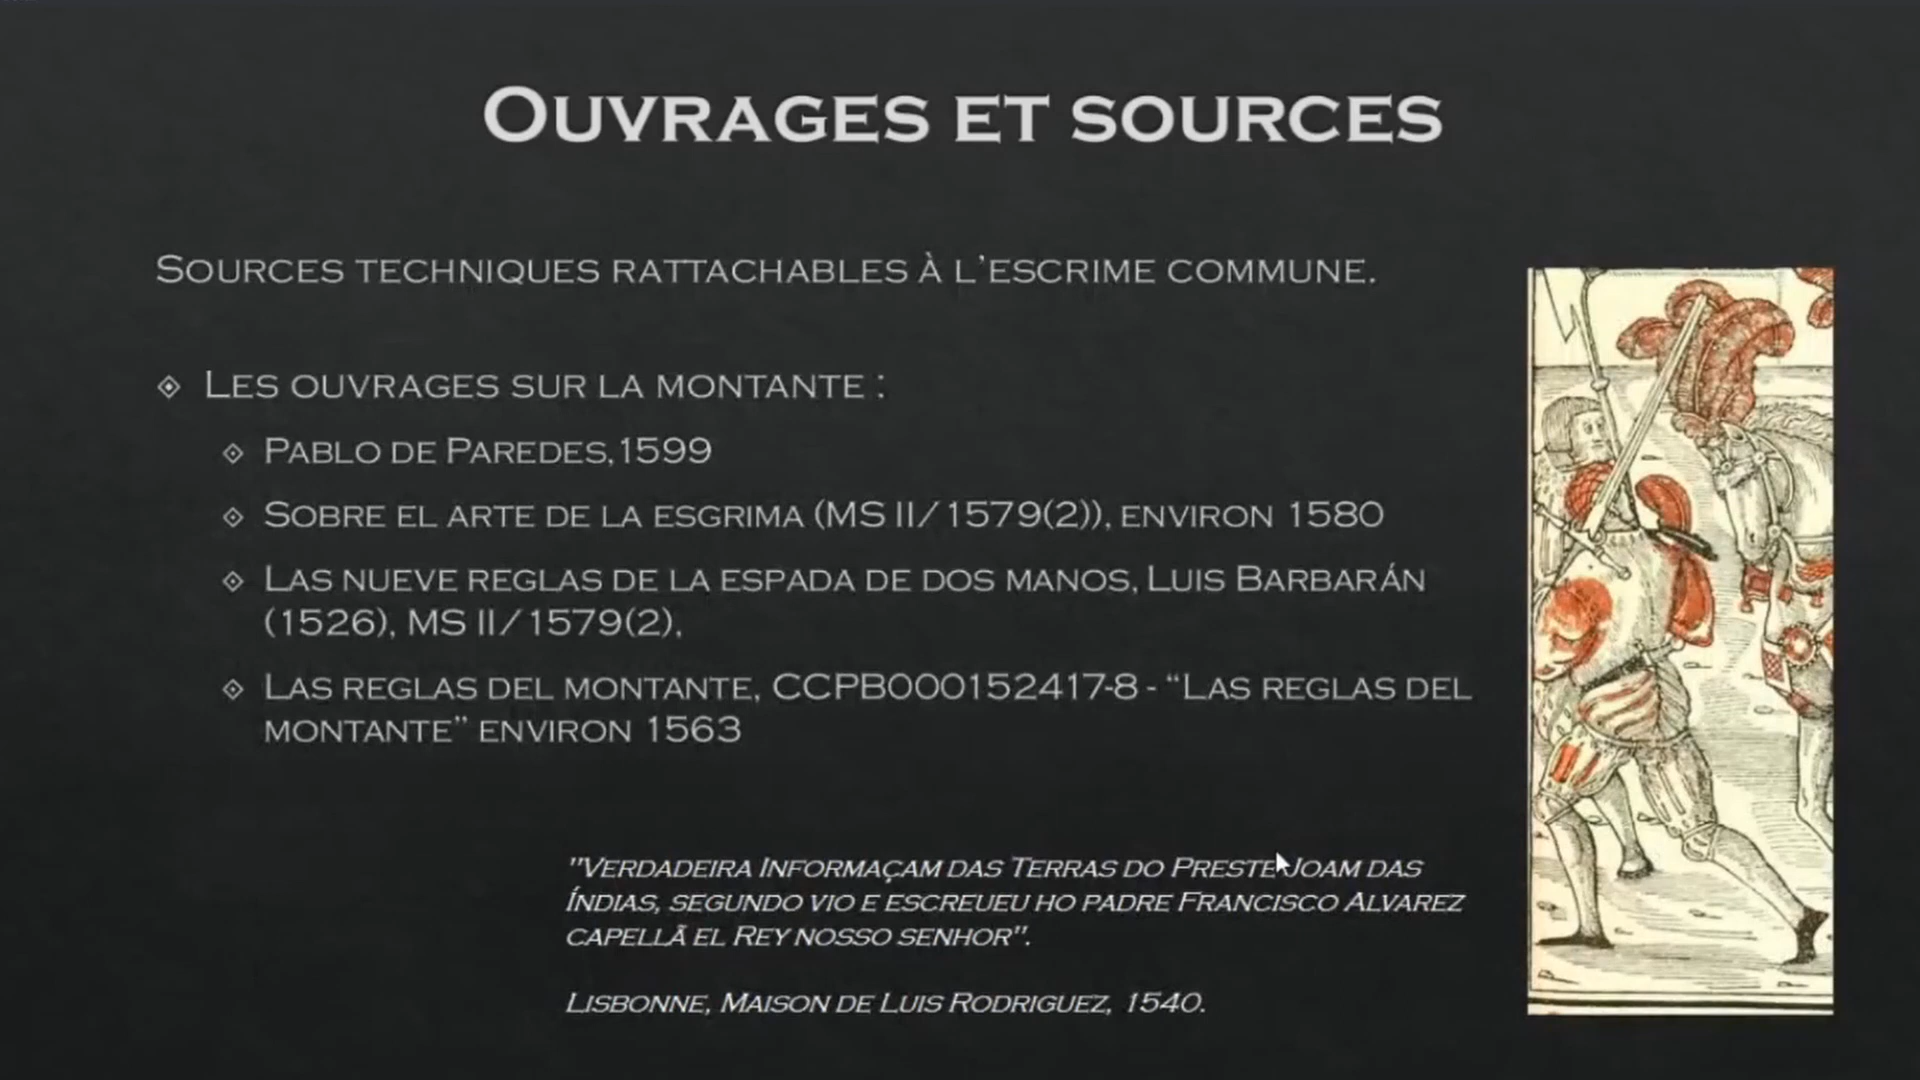 Ouvrages et sources
Sources techniques rattachables à l'escrime commune.
Les ouvrages sur la montante :
Pablo de Paredes,1599
Sobre el arte de la esgrima (MS II/1579(2)), environ 1580
Las nueve reglas de la espada de dos manos, Luis Barbarán
(1526), MS II/1579(2),
Las reglas del montante, CCPB000152417-8 - “Las reglas del
montante” environ 1563
"Verdadeira Informaçam das Terras do Preste Joam das
Índias, segundo vio e escreueu ho padre Francisco Alvarez
capellã el Rey nosso senhor".
Lisbonne, Maison de Luis Rodriguez, 1540.